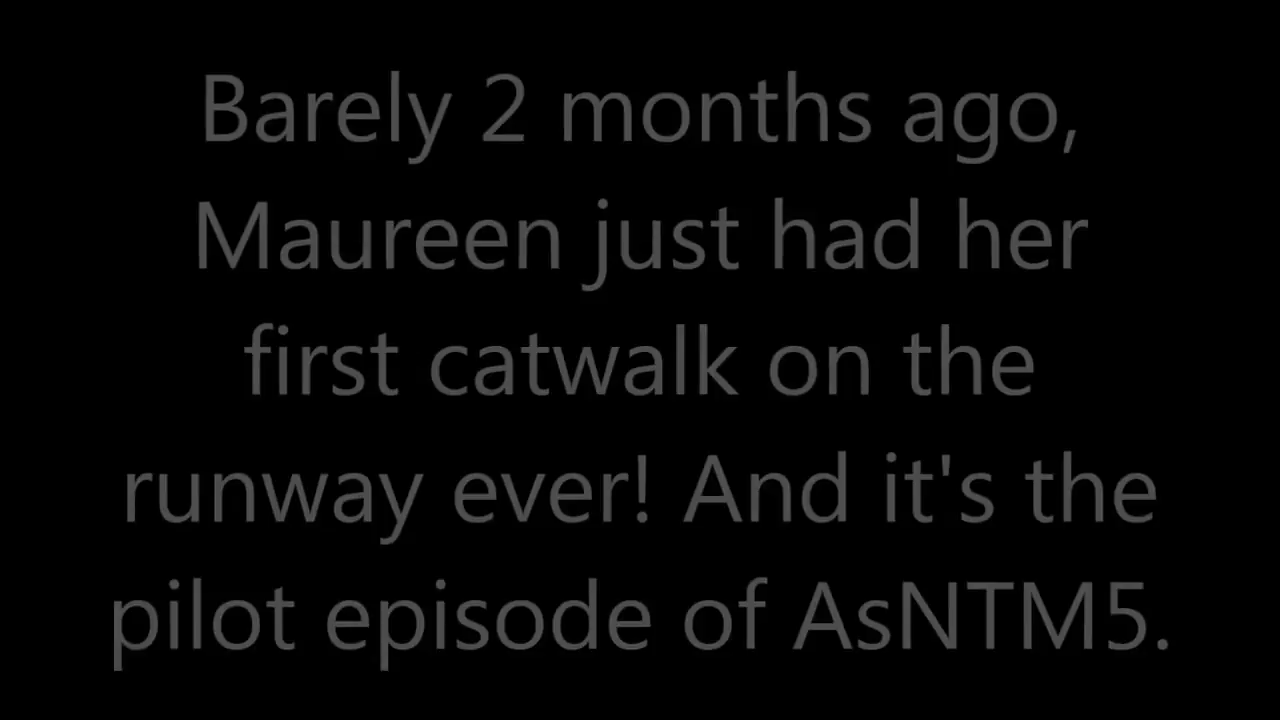 Barely 2 months ago,
Maureen just had her
first catwalk on the
runway ever! And it's the
pilot episode of AsNTM5.